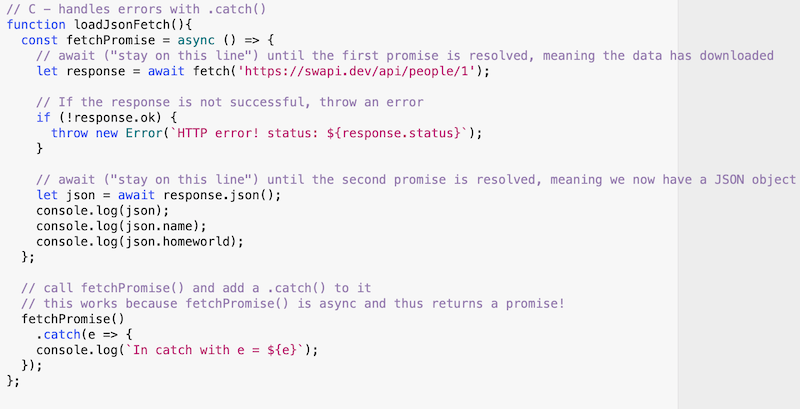 // C - handles errors with .catch()
function loadJsonFetch(){
  const fetchPromise = async () => {
    // await ("stay on this line") until the first promise is resolved, meaning the data has downloaded
    let response = await fetch('https://swapi.dev/api/people/1');

    // If the response is not successful, throw an error
    if (!response.ok) {
      throw new Error(`HTTP error! status: ${response.status}`);
    }

    // await ("stay on this line") until the second promise is resolved, meaning we now have a JSON object
    let json = await response.json();
    console.log(json);
    console.log(json.name);
    console.log(json.homeworld);
  };

  // call fetchPromise() and add a .catch() to it
  // this works because fetchPromise() is async and thus returns a promise!
  fetchPromise()
    .catch(e => {
    console.log(`In catch with e = ${e}`);
  });
};